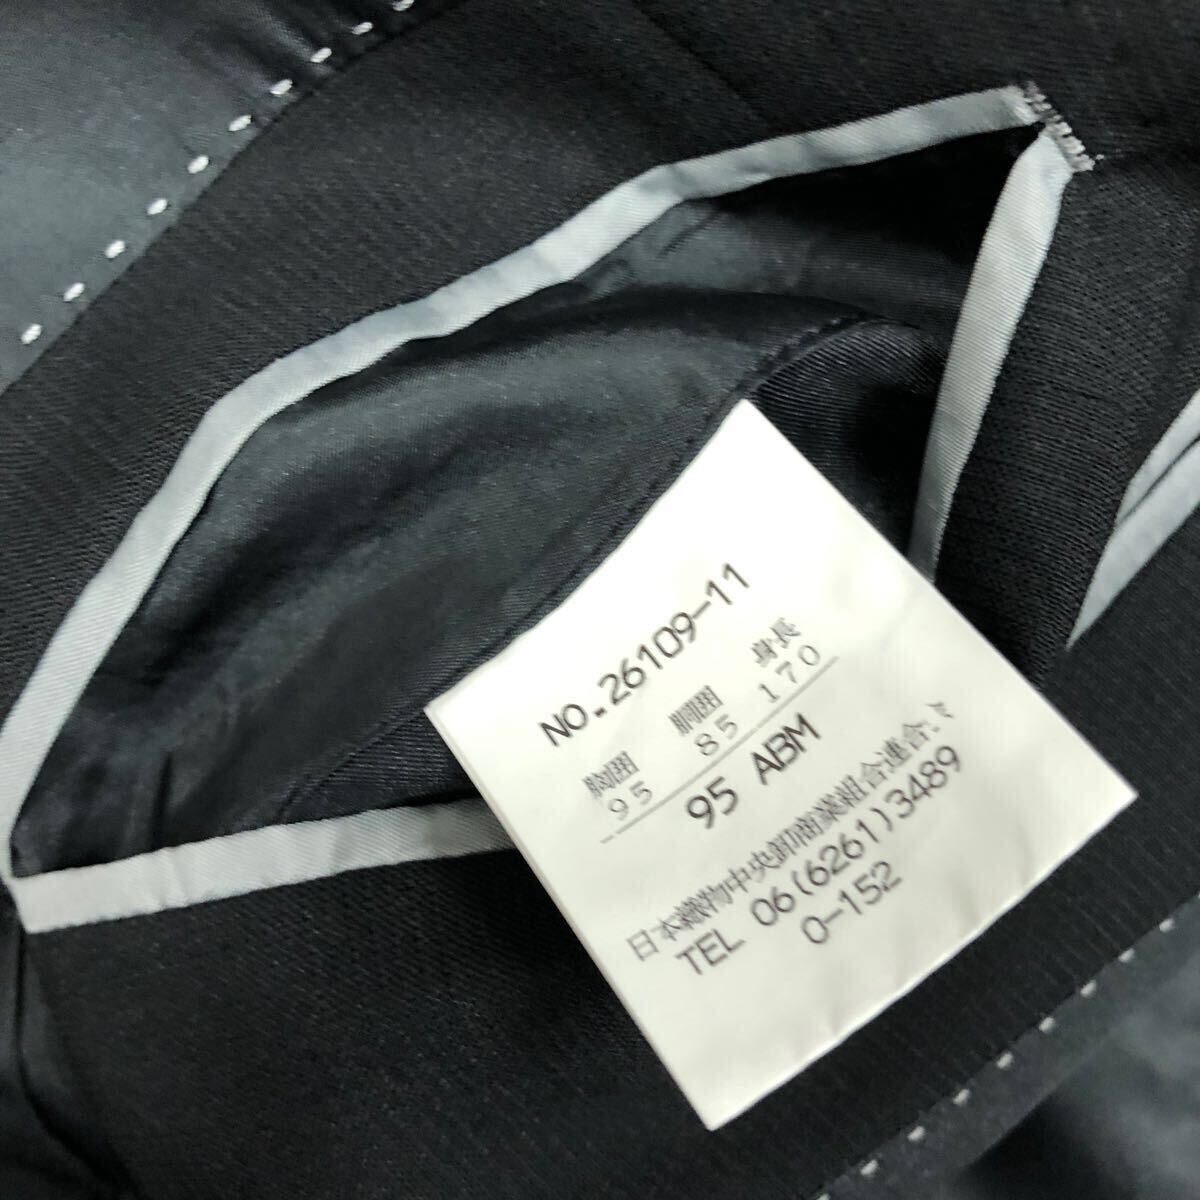 NO.26109-11
胸囲 胴囲 身長
95 85 170
95 ABM
日本織物中央卸商業組合連合
TEL 06(6261)3489
0-152